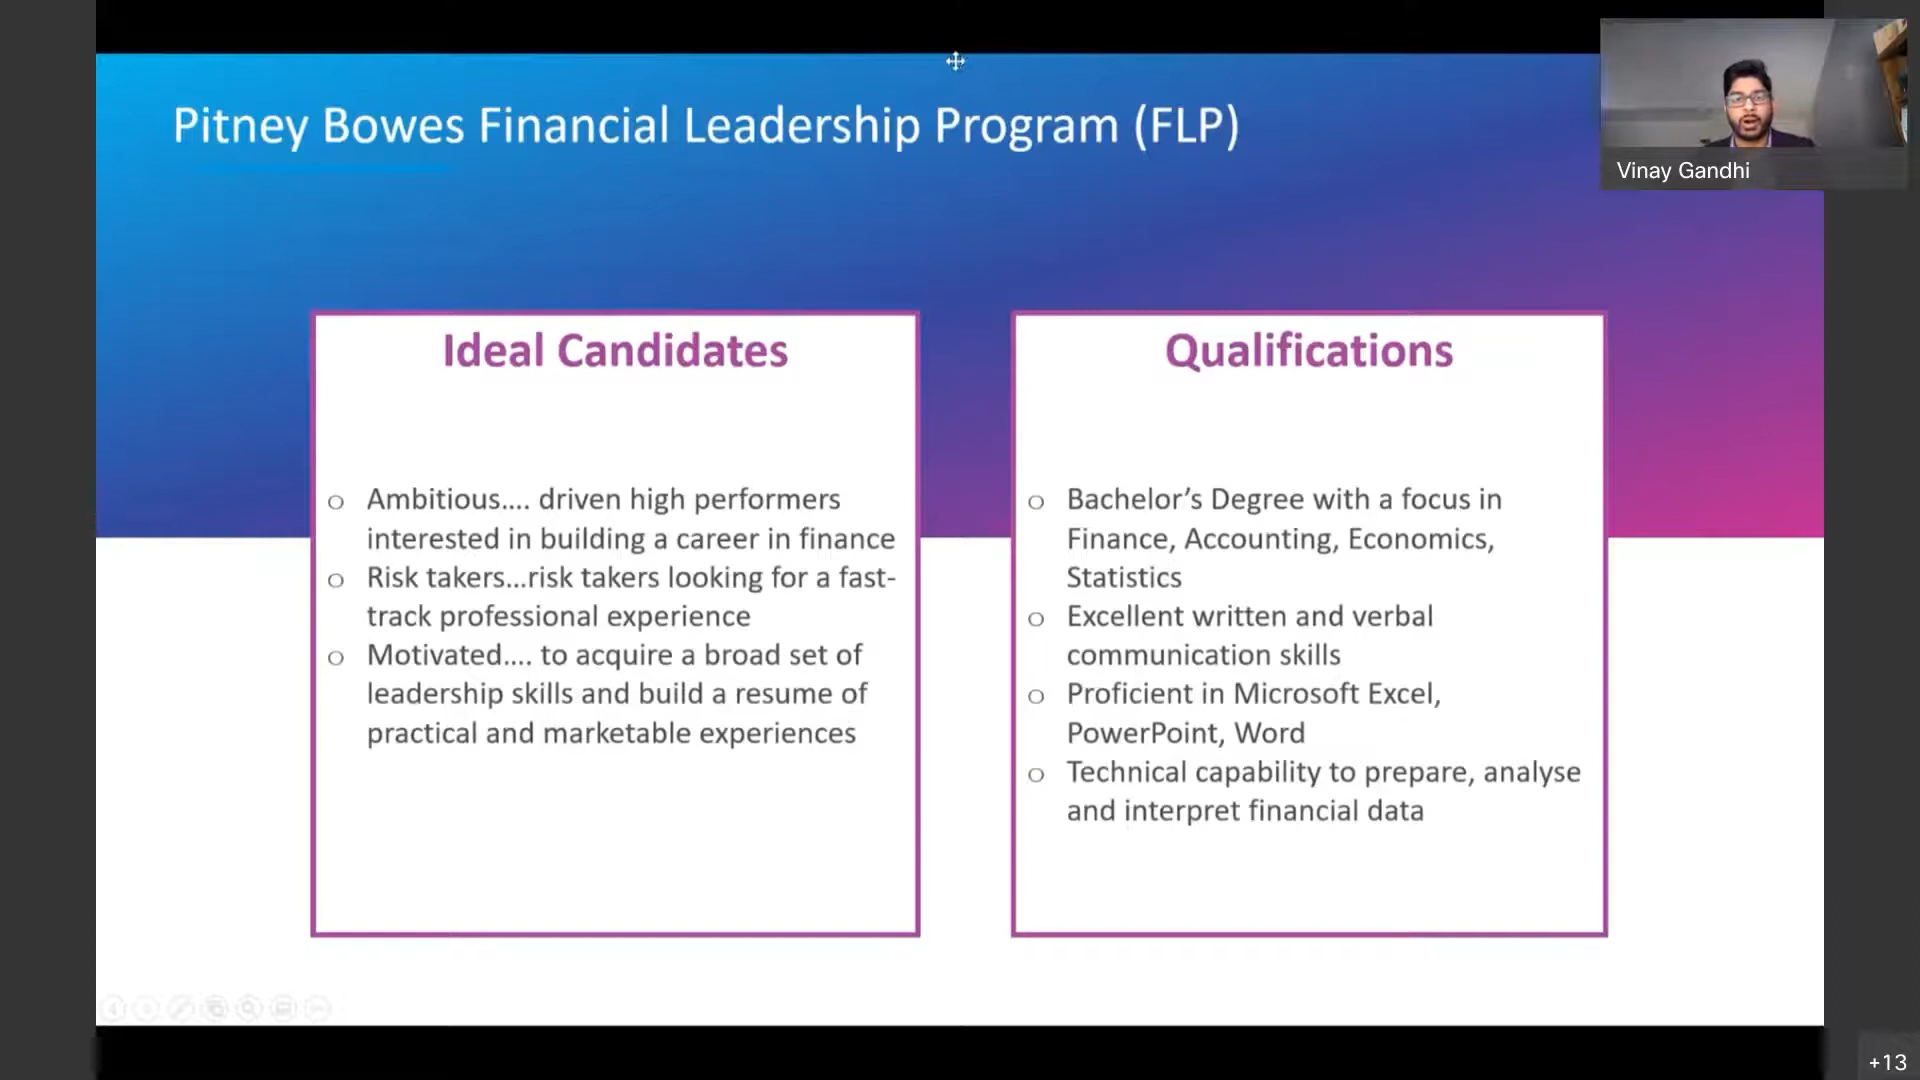 Pitney Bowes Financial Leadership Program (FLP)
Vinay Gandhi
Ideal Candidates
o Ambitious.... driven high performers
interested in building a career in finance
o Risk takers...risk takers looking for a fast-
track professional experience
o Motivated.... to acquire a broad set of
leadership skills and build a resume of
practical and marketable experiences
Qualifications
o Bachelor’s Degree with a focus in
Finance, Accounting, Economics,
Statistics
o Excellent written and verbal
communication skills
o Proficient in Microsoft Excel,
PowerPoint, Word
o Technical capability to prepare, analyse
and interpret financial data
+13